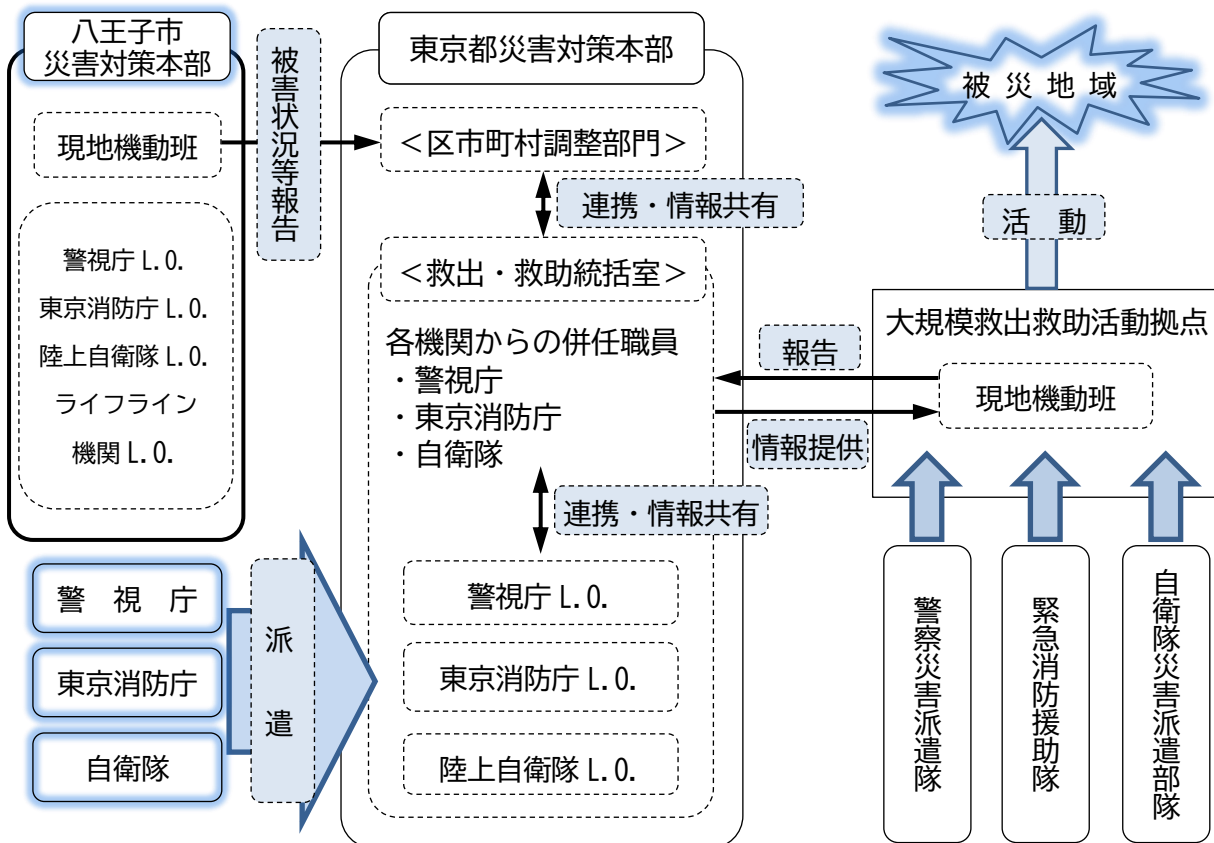 八王子市
災害対策本部
現地機動班
警視庁 L.O.
東京消防庁 L.O.
陸上自衛隊 L.O.
ライフライン
機関 L.O.
被害状況等報告
東京都災害対策本部
＜区市町村調整部門＞
連携・情報共有
＜救出・救助統括室＞
各機関からの併任職員
・警視庁
・東京消防庁
・自衛隊
連携・情報共有
警視庁 L.O.
東京消防庁 L.O.
陸上自衛隊 L.O.
警 視 庁
東京消防庁
自衛隊
派 遣
報告
情報提供
被 災 地 域
活 動
大規模救出救助活動拠点
現地機動班
警察災害派遣隊
緊急消防援助隊
自衛隊災害派遣部隊